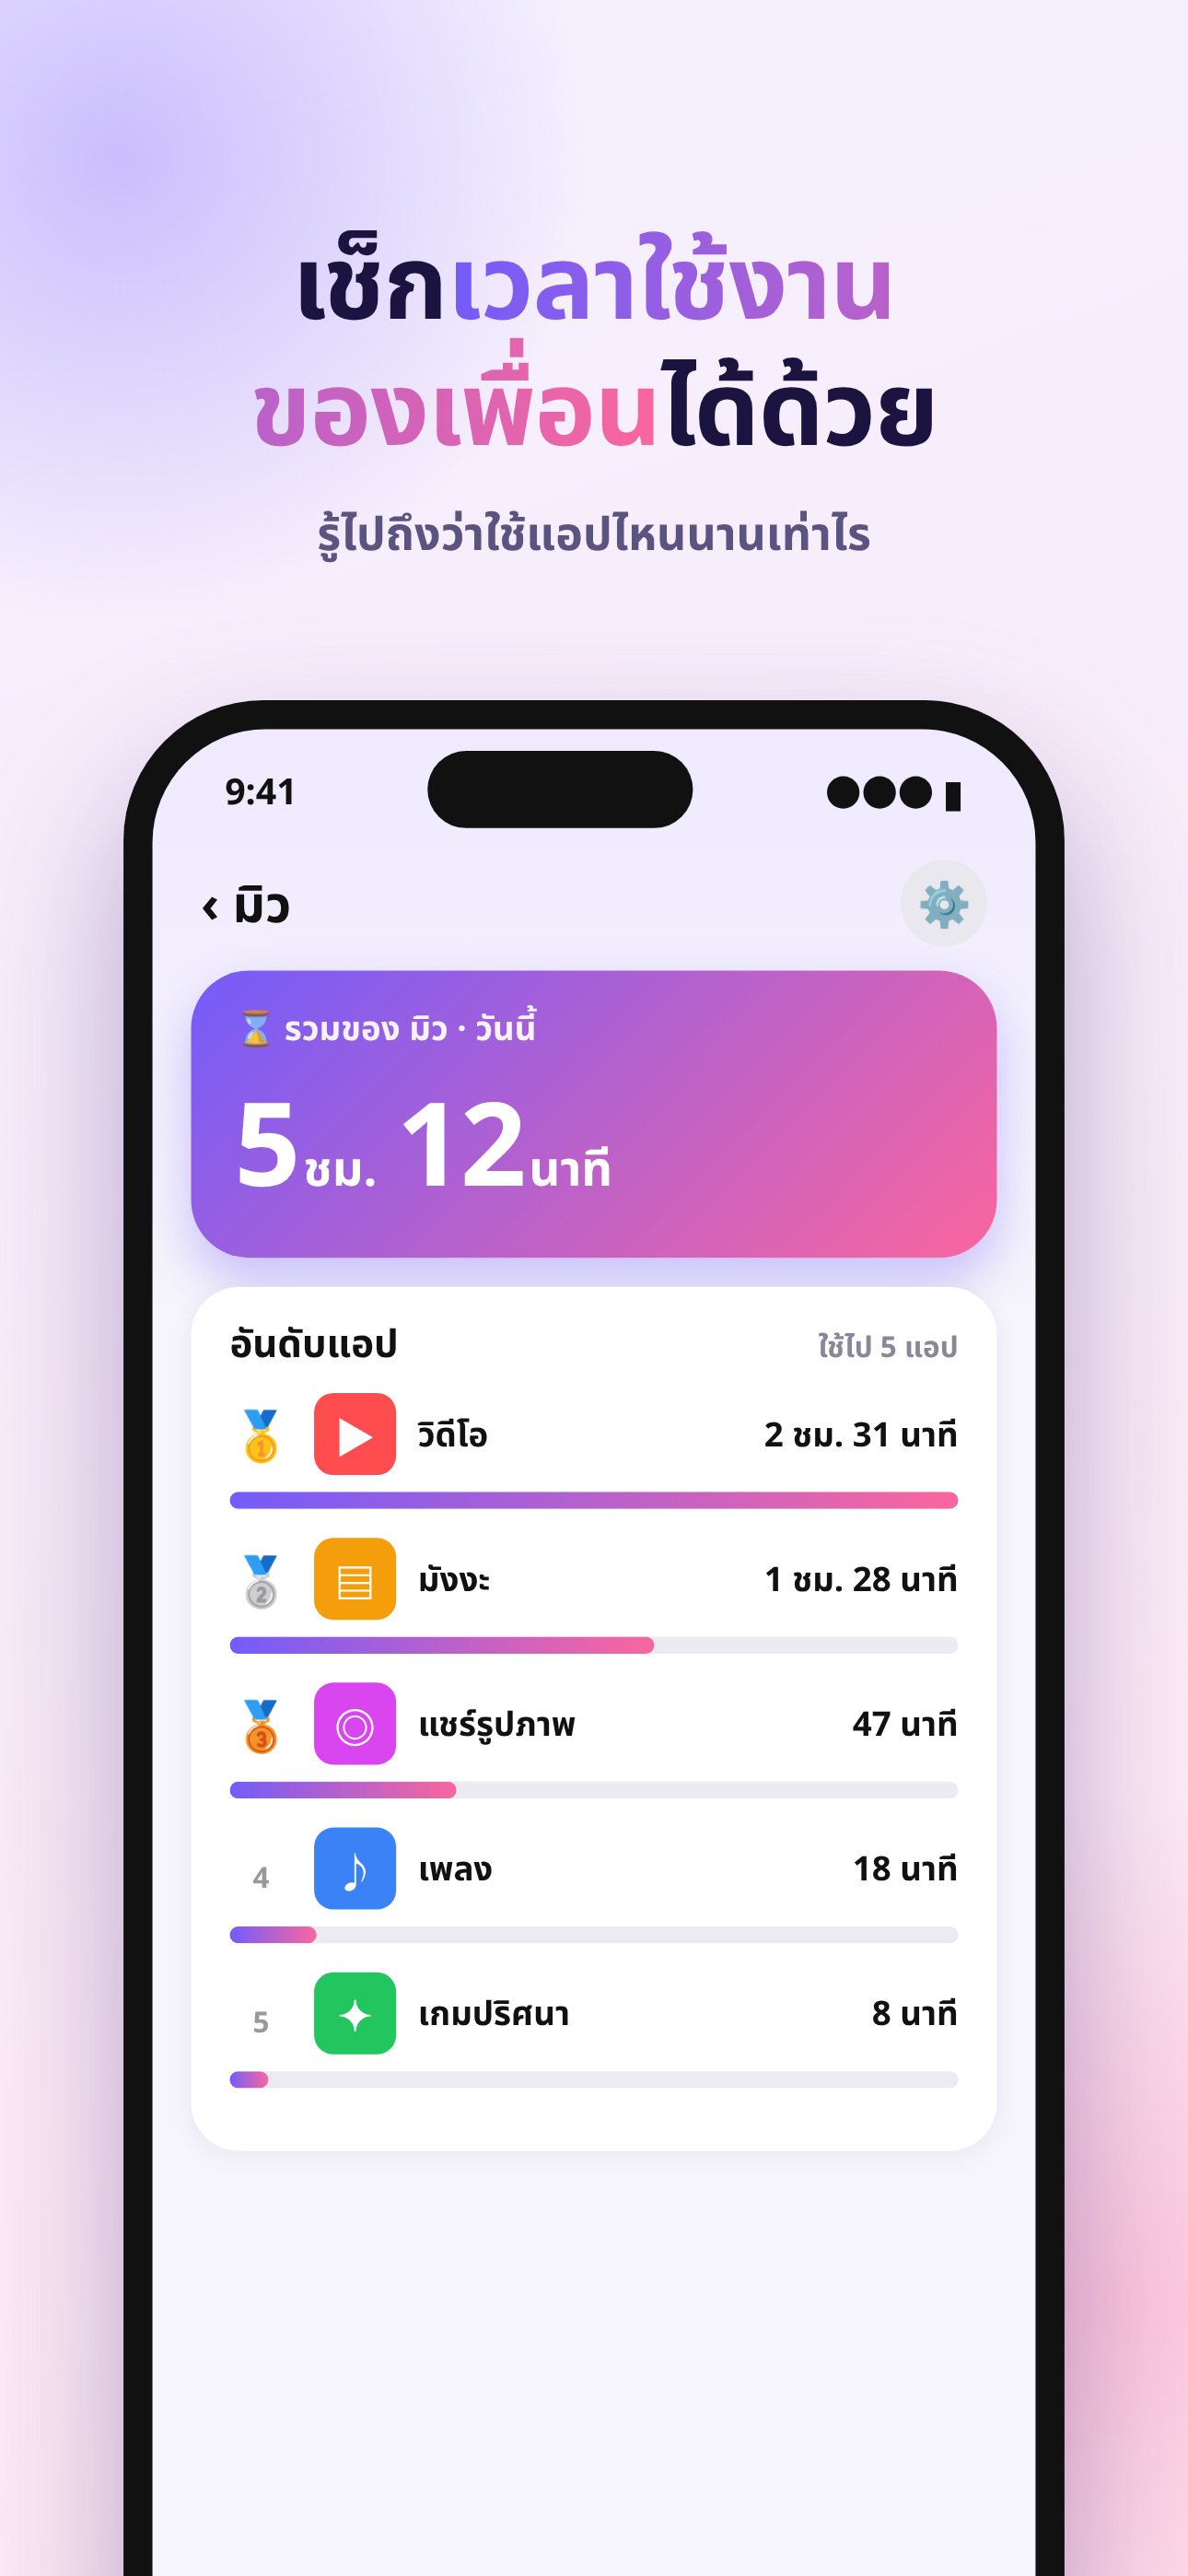 เช็กเวลาใช้งาน
ของเพื่อนได้ด้วย
รู้ไปถึงว่าใช้แอปไหนนานเท่าไร
9:41
‹ มิว
⌛ รวมของ มิว · วันนี้
5 ชม. 12 นาที
อันดับแอป ใช้ไป 5 แอป
🥇 วิดีโอ 2 ชม. 31 นาที
🥈 มังงะ 1 ชม. 28 นาที
🥉 แชร์รูปภาพ 47 นาที
4 เพลง 18 นาที
5 เกมปริศนา 8 นาที